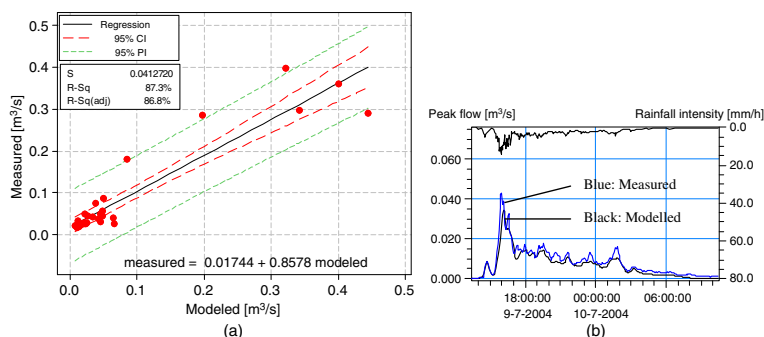 Regression
95% CI
95% PI
S 0.0412720
R-Sq 87.3%
R-Sq(adj) 86.8%
0.5
0.4
0.3
0.2
0.1
0.0
Measured [m³/s]
measured = 0.01744 + 0.8578 modeled
0.0 0.1 0.2 0.3 0.4 0.5
Modeled [m³/s]
(a)
Peak flow [m³/s] Rainfall intensity [mm/h]
0.060
0.040
0.020
0.000
0.0
20.0
40.0
60.0
80.0
Blue: Measured
Black: Modelled
18:00:00 00:00:00 06:00:00
9-7-2004 10-7-2004
(b)